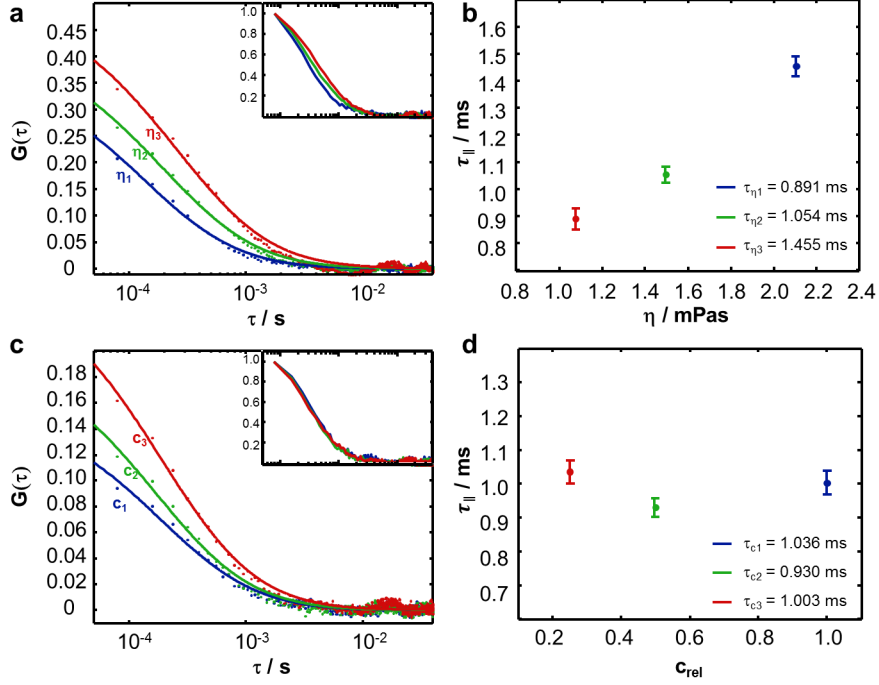 a
0.45
0.40
0.35
0.30
0.25
0.20
0.15
0.10
0.05
0
G(τ)
η3
η2
η1
10-4
10-3
10-2
τ / s
1.0
0.8
0.6
0.4
0.2
b
1.6
1.5
1.4
1.3
1.2
1.1
1.0
0.9
0.8
τ|| / ms
τη1 = 0.891 ms
τη2 = 1.054 ms
τη3 = 1.455 ms
0.8 1.0 1.2 1.4 1.6 1.8 2.0 2.2 2.4
η / mPas
c
0.18
0.16
0.14
0.12
0.10
0.08
0.06
0.04
0.02
0
G(τ)
c3
c2
c1
10-4
10-3
10-2
τ / s
1.0
0.8
0.6
0.4
0.2
d
1.3
1.2
1.1
1.0
0.9
0.8
0.7
τ|| / ms
τc1 = 1.036 ms
τc2 = 0.930 ms
τc3 = 1.003 ms
0.2 0.4 0.6 0.8 1.0
crel